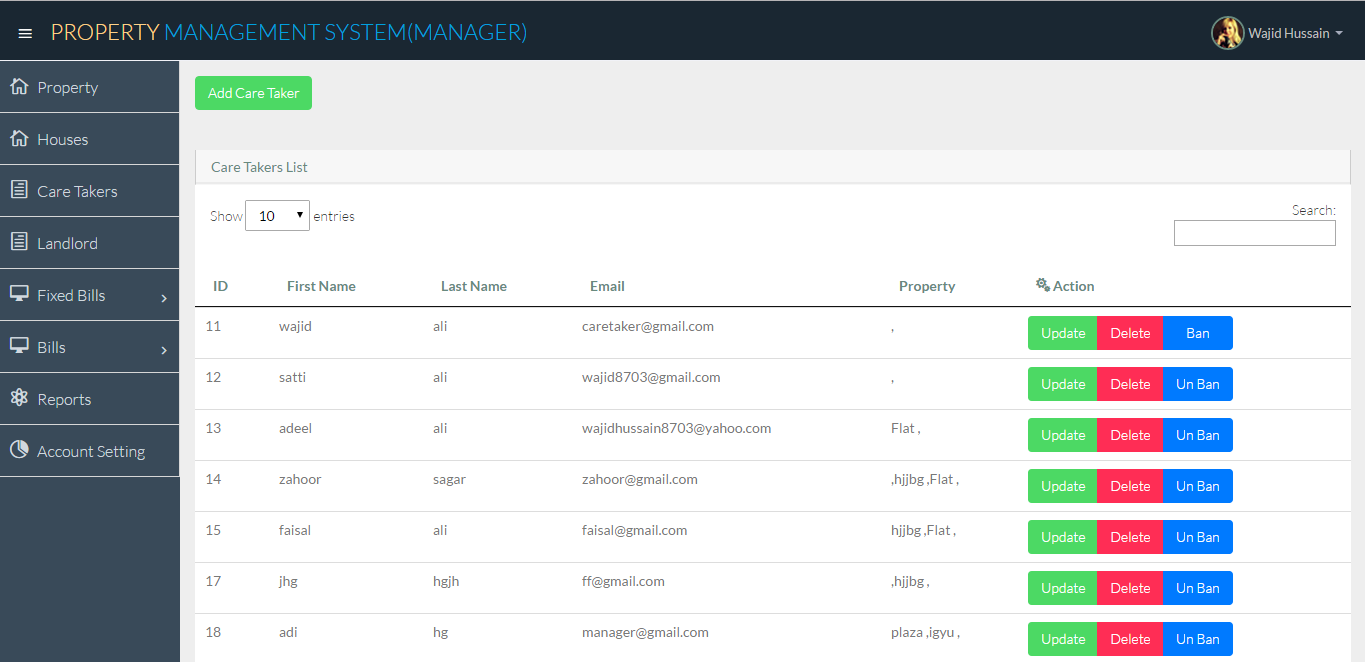 PROPERTY MANAGEMENT SYSTEM(MANAGER)
Wajid Hussain
Property
Houses
Care Takers
Landlord
Fixed Bills
Bills
Reports
Account Setting
Add Care Taker
Care Takers List
Show 10 entries
Search:
ID First Name Last Name Email Property Action
11 wajid ali caretaker@gmail.com , Update Delete Ban
12 satti ali wajid8703@gmail.com , Update Delete Un Ban
13 adeel ali wajidhussain8703@yahoo.com Flat , Update Delete Un Ban
14 zahoor sagar zahoor@gmail.com ,hjjbg ,Flat , Update Delete Un Ban
15 faisal ali faisal@gmail.com hjjbg ,Flat , Update Delete Un Ban
17 jhg hgjh ff@gmail.com ,hjjbg , Update Delete Un Ban
18 adi hg manager@gmail.com plaza ,igyu , Update Delete Un Ban